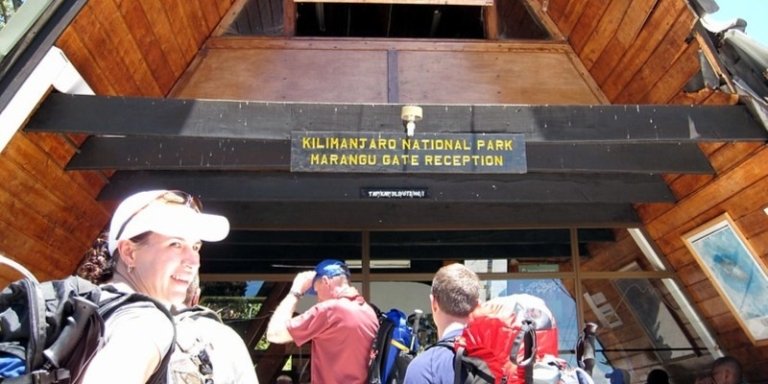 KILIMANJARO NATIONAL PARK
MARANGU GATE RECEPTION